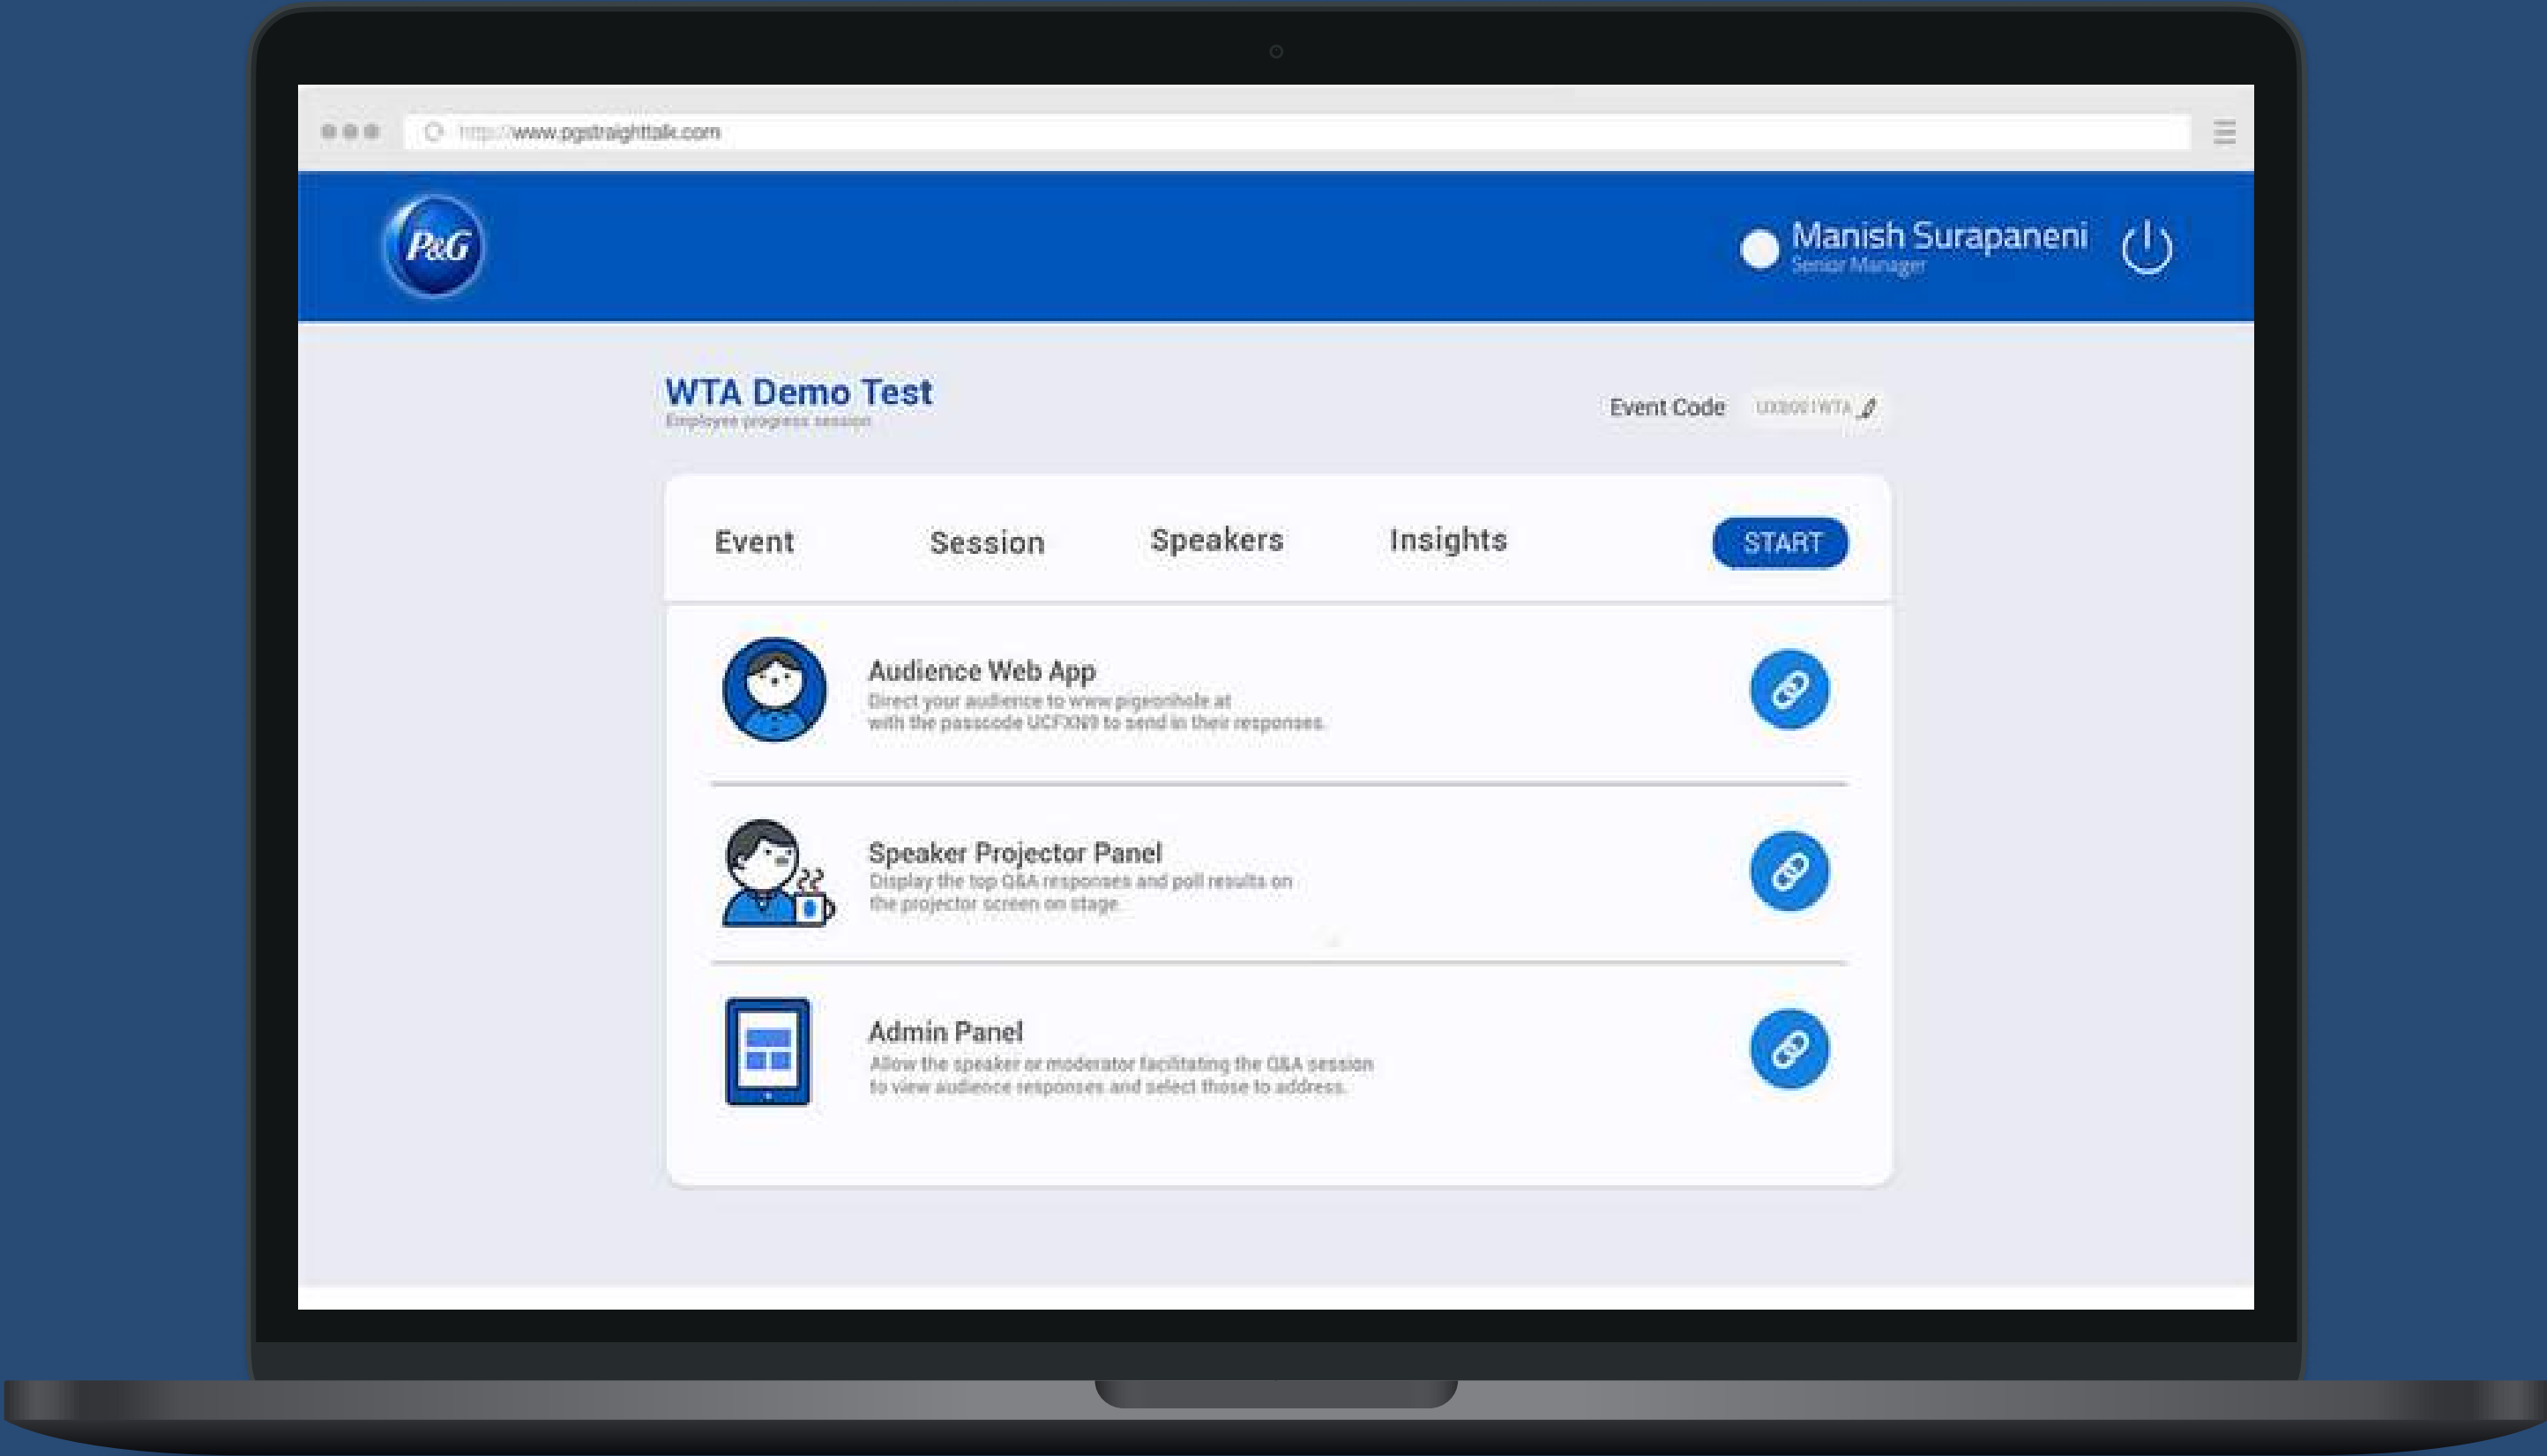 http://www.pgstraighttalk.com
P&G
Manish Surapaneni
Senior Manager
WTA Demo Test
Employee progress session
Event Code
Event Session Speakers Insights START
Audience Web App
Direct your audience to www.pigeonhole at
with the passcode UCFXN9 to send in their responses.
Speaker Projector Panel
Display the top Q&A responses and poll results on
the projector screen on stage.
Admin Panel
Allow the speaker or moderator facilitating the Q&A session
to view audience responses and select those to address.